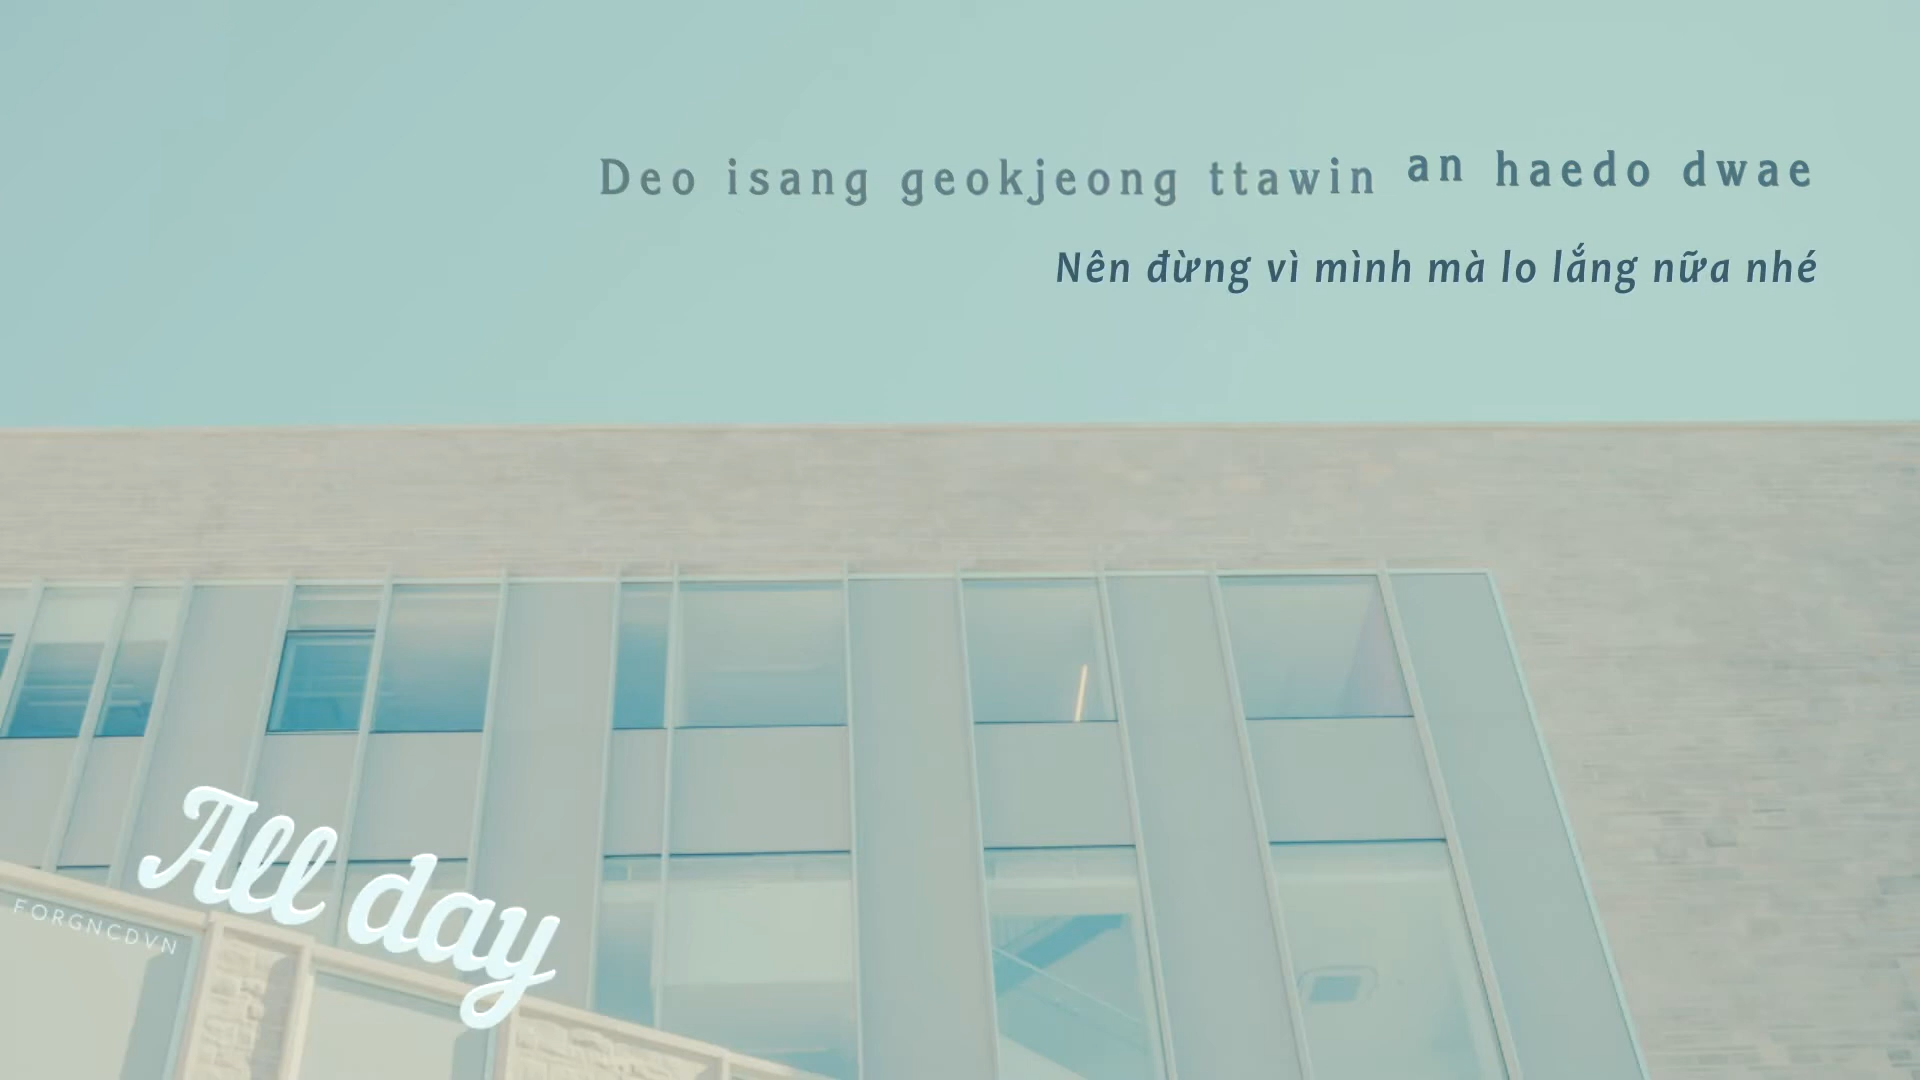 Deo isang geokjeong ttawin an haedo dwae
Nên đừng vì mình mà lo lắng nữa nhé
All day
FORGNCDVN